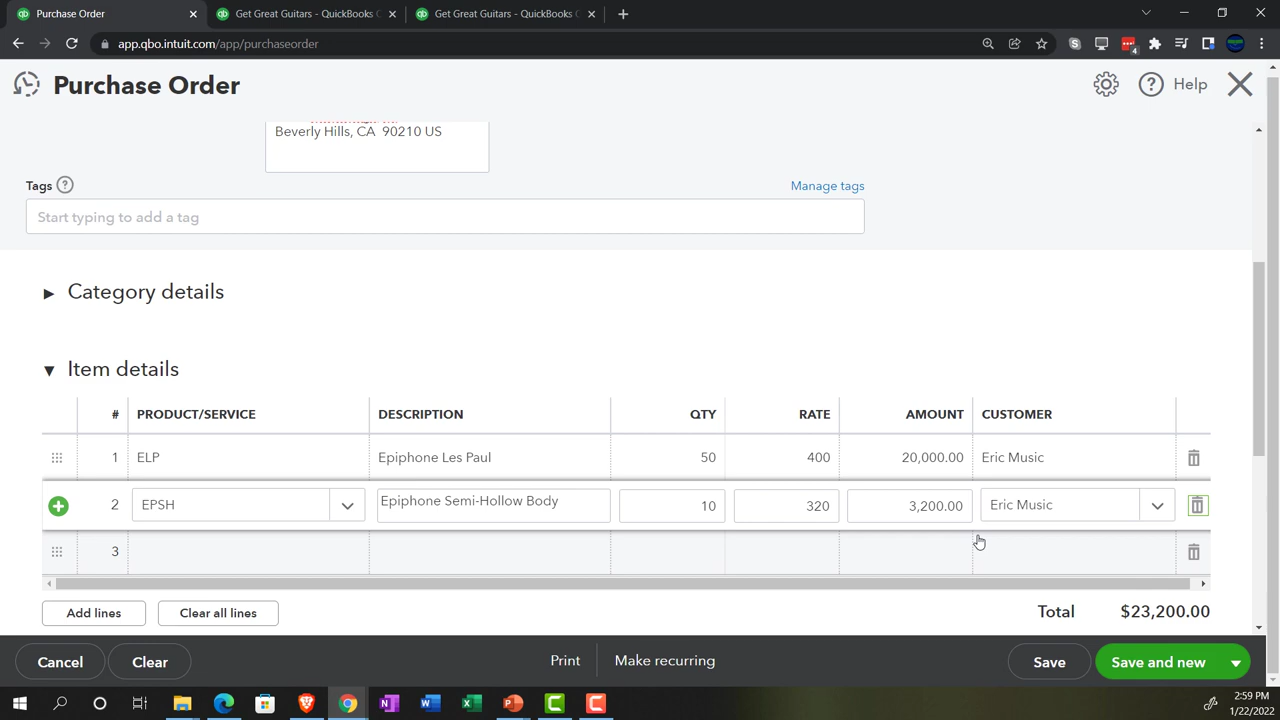 Purchase Order
Get Great Guitars - QuickBooks
Get Great Guitars - QuickBooks
app.qbo.intuit.com/app/purchaseorder
4
Purchase Order
Help
Beverly Hills, CA 90210 US
Tags
Manage tags
Start typing to add a tag
Category details
Item details
# PRODUCT/SERVICE DESCRIPTION QTY RATE AMOUNT CUSTOMER
1 ELP Epiphone Les Paul 50 400 20,000.00 Eric Music
2 EPSH Epiphone Semi-Hollow Body 10 320 3,200.00 Eric Music
3
Add lines Clear all lines Total $23,200.00
Cancel Clear Print Make recurring Save Save and new
2:59 PM
1/22/2022